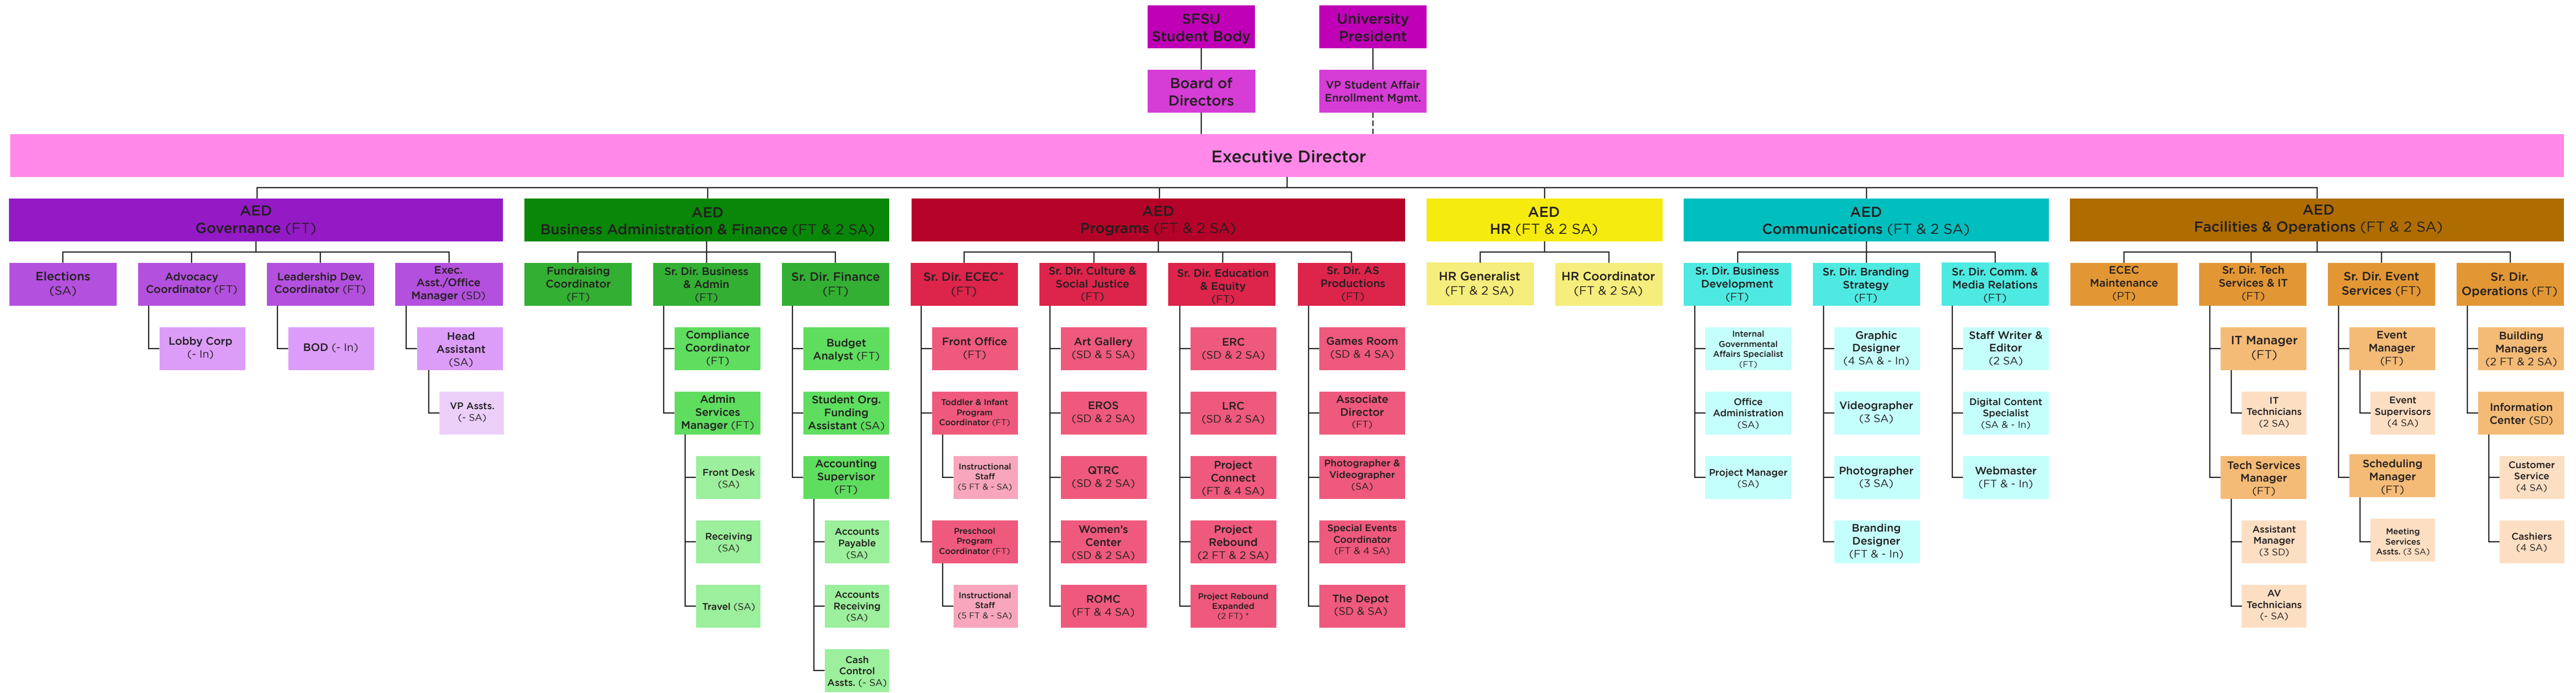 SFSU
Student Body
University
President
Board of
Directors
VP Student Affair
Enrollment Mgmt.
Executive Director
AED
Governance (FT)
Elections
(SA)
Advocacy
Coordinator (FT)
Lobby Corp
(- In)
Leadership Dev.
Coordinator (FT)
BOD (- In)
Exec.
Asst./Office
Manager (SD)
Head
Assistant
(SA)
VP Assts.
(- SA)
AED
Business Administration & Finance (FT & 2 SA)
Fundraising
Coordinator
(FT)
Sr. Dir. Business
& Admin
(FT)
Compliance
Coordinator
(FT)
Admin
Services
Manager (FT)
Front Desk
(SA)
Receiving
(SA)
Travel (SA)
Sr. Dir. Finance
(FT)
Budget
Analyst (FT)
Student Org.
Funding
Assistant (SA)
Accounting
Supervisor
(FT)
Accounts
Payable
(SA)
Accounts
Receiving
(SA)
Cash
Control
Assts. (- SA)
AED
Programs (FT & 2 SA)
Sr. Dir. ECEC^
(FT)
Front Office
(FT)
Toddler & Infant
Program
Coordinator (FT)
Instructional
Staff
(5 FT & - SA)
Preschool
Program
Coordinator (FT)
Instructional
Staff
(5 FT & - SA)
Sr. Dir. Culture &
Social Justice
(FT)
Art Gallery
(SD & 5 SA)
EROS
(SD & 2 SA)
QTRC
(SD & 2 SA)
Women's
Center
(SD & 2 SA)
ROMC
(FT & 4 SA)
Sr. Dir. Education
& Equity
(FT)
ERC
(SD & 2 SA)
LRC
(SD & 2 SA)
Project
Connect
(FT & 4 SA)
Project
Rebound
(2 FT & 2 SA)
Project Rebound
Expanded
(2 FT) *
Sr. Dir. AS
Productions
(FT)
Games Room
(SD & 4 SA)
Associate
Director
(FT)
Photographer &
Videographer
(SA)
Special Events
Coordinator
(FT & 4 SA)
The Depot
(SD & SA)
AED
HR (FT & 2 SA)
HR Generalist
(FT & 2 SA)
HR Coordinator
(FT & 2 SA)
AED
Communications (FT & 2 SA)
Sr. Dir. Business
Development
(FT)
Internal
Governmental
Affairs Specialist
(FT)
Office
Administration
(SA)
Project Manager
(SA)
Sr. Dir. Branding
Strategy
(FT)
Graphic
Designer
(4 SA & - In)
Videographer
(3 SA)
Photographer
(3 SA)
Branding
Designer
(FT & - In)
Sr. Dir. Comm. &
Media Relations
(FT)
Staff Writer &
Editor
(2 SA)
Digital Content
Specialist
(SA & - In)
Webmaster
(FT & - In)
AED
Facilities & Operations (FT & 2 SA)
ECEC
Maintenance
(PT)
Sr. Dir. Tech
Services & IT
(FT)
IT Manager
(FT)
IT
Technicians
(2 SA)
Tech Services
Manager
(FT)
Assistant
Manager
(3 SD)
AV
Technicians
(- SA)
Sr. Dir. Event
Services (FT)
Event
Manager
(FT)
Event
Supervisors
(4 SA)
Scheduling
Manager
(FT)
Meeting
Services
Assts. (3 SA)
Sr. Dir.
Operations (FT)
Building
Managers
(2 FT & 2 SA)
Information
Center (SD)
Customer
Service
(4 SA)
Cashiers
(4 SA)